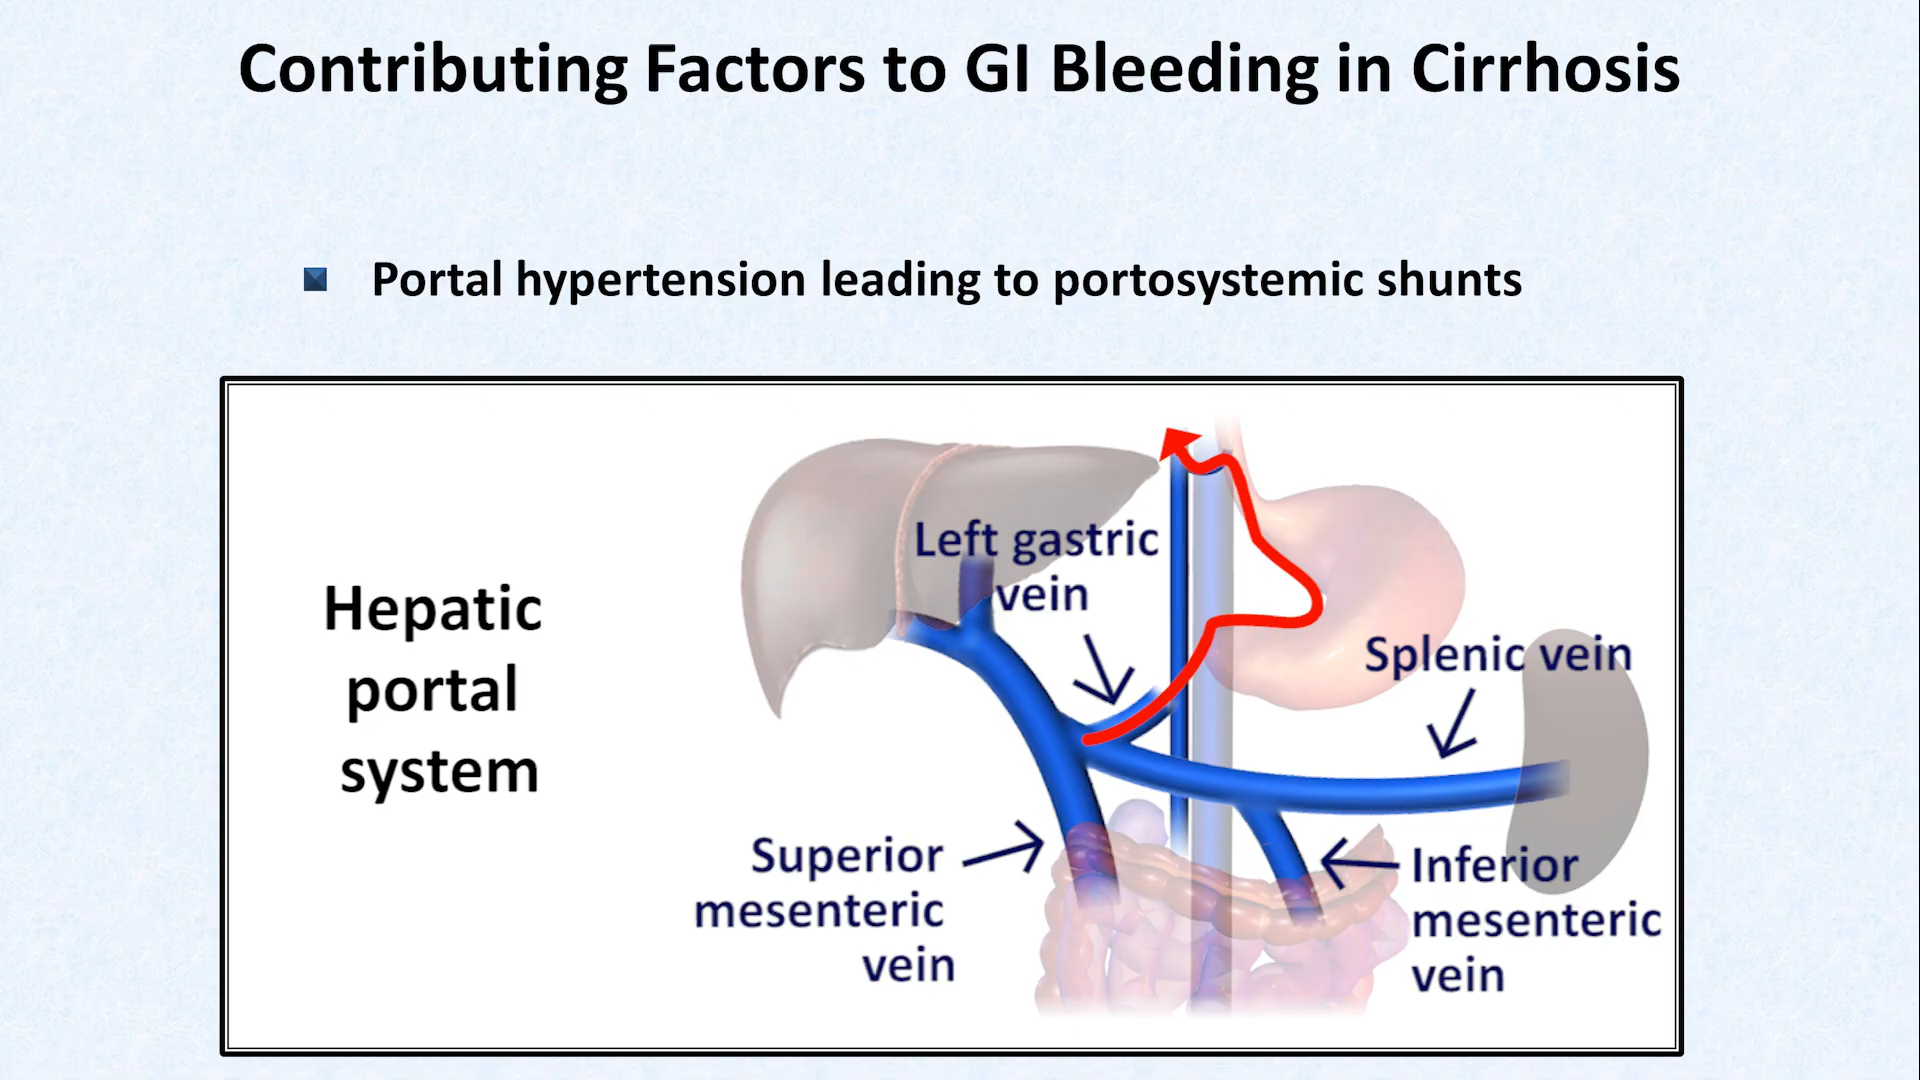 Contributing Factors to GI Bleeding in Cirrhosis
Portal hypertension leading to portosystemic shunts
Hepatic
portal
system
Left gastric
vein
Splenic vein
Superior
mesenteric
vein
Inferior
mesenteric
vein